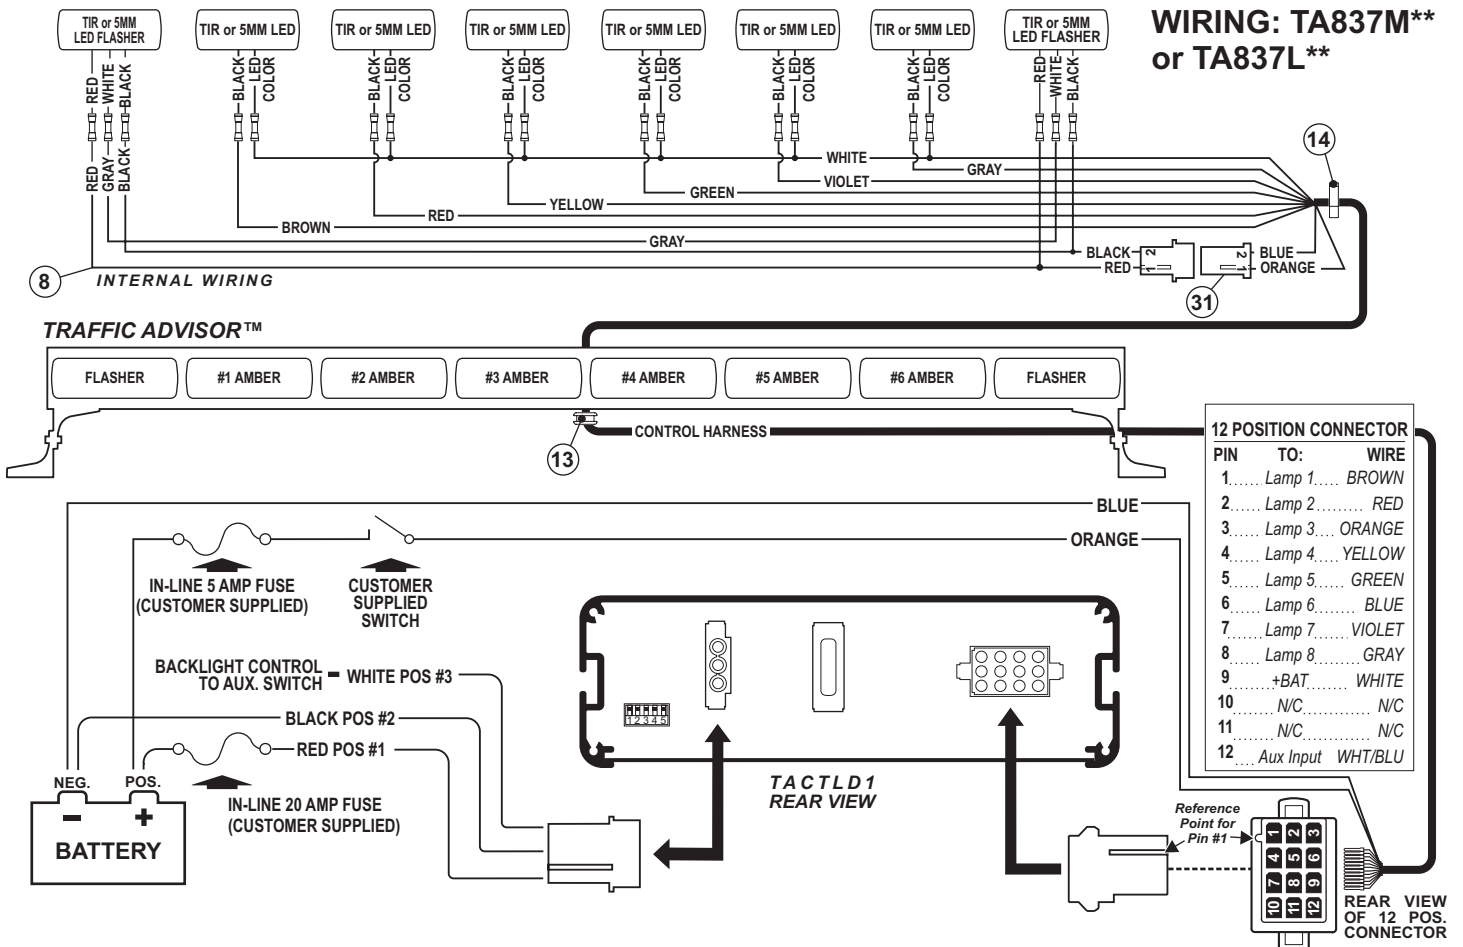 WIRING: TA837M**
or TA837L**
TIR or 5MM
LED FLASHER
TIR or 5MM LED
TIR or 5MM LED
TIR or 5MM LED
TIR or 5MM LED
TIR or 5MM LED
TIR or 5MM LED
TIR or 5MM
LED FLASHER
RED
WHITE
BLACK
BLACK
LED
COLOR
BLACK
LED
COLOR
BLACK
LED
COLOR
BLACK
LED
COLOR
BLACK
LED
COLOR
BLACK
LED
COLOR
RED
WHITE
BLACK
RED
GRAY
BLACK
14
WHITE
GRAY
VIOLET
GREEN
YELLOW
RED
BROWN
GRAY
BLACK
RED
2
1
2
1
BLUE
ORANGE
8
INTERNAL WIRING
31
TRAFFIC ADVISOR™
FLASHER
#1 AMBER
#2 AMBER
#3 AMBER
#4 AMBER
#5 AMBER
#6 AMBER
FLASHER
CONTROL HARNESS
13
12 POSITION CONNECTOR
PIN TO: WIRE
1...... Lamp 1..... BROWN
2...... Lamp 2......... RED
3...... Lamp 3.... ORANGE
4...... Lamp 4..... YELLOW
5...... Lamp 5...... GREEN
6...... Lamp 6........ BLUE
7...... Lamp 7...... VIOLET
8...... Lamp 8........ GRAY
9........ +BAT....... WHITE
10....... N/C............ N/C
11....... N/C............ N/C
12.... Aux Input WHT/BLU
BLUE
ORANGE
IN-LINE 5 AMP FUSE
(CUSTOMER SUPPLIED)
CUSTOMER
SUPPLIED
SWITCH
BACKLIGHT CONTROL
TO AUX. SWITCH
- WHITE POS #3
BLACK POS #2
RED POS #1
NEG.
POS.
- +
BATTERY
IN-LINE 20 AMP FUSE
(CUSTOMER SUPPLIED)
1 2 3 4 5
TACTLD1
REAR VIEW
Reference
Point for
Pin #1
1 2 3
4 5 6
7 8 9
10 11 12
REAR VIEW
OF 12 POS.
CONNECTOR